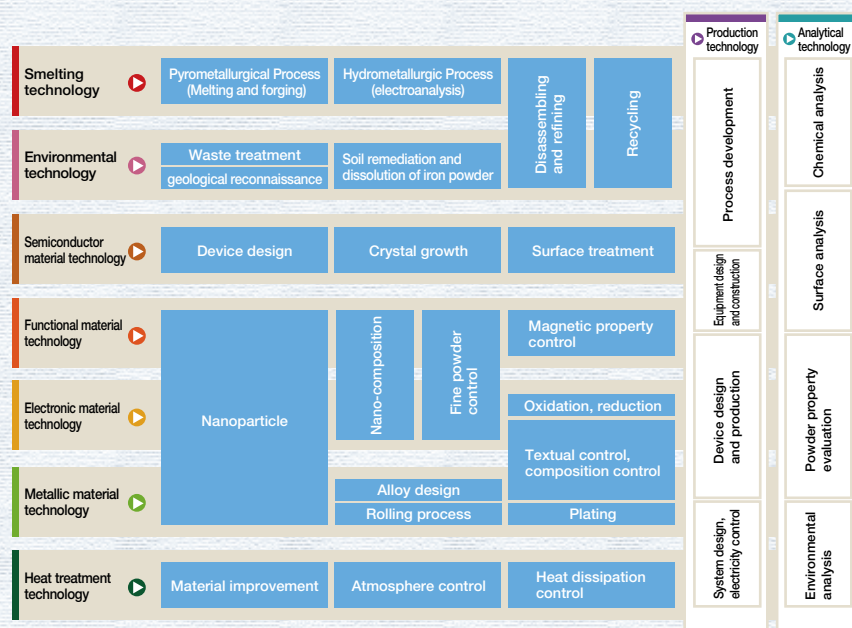 Production
technology
Analytical
technology
Smelting
technology
Pyrometallurgical Process
(Melting and forging)
Hydrometallurgic Process
(electroanalysis)
Disassembling
and refining
Recycling
Environmental
technology
Waste treatment
geological reconnaissance
Soil remediation and
dissolution of iron powder
Semiconductor
material technology
Device design
Crystal growth
Surface treatment
Functional material
technology
Nanoparticle
Nano-composition
Fine powder
control
Magnetic property
control
Electronic material
technology
Oxidation, reduction
Textual control,
composition control
Metallic material
technology
Alloy design
Rolling process
Plating
Heat treatment
technology
Material improvement
Atmosphere control
Heat dissipation
control
Process development
Equipment design
and construction
Device design
and production
System design,
electricity control
Chemical analysis
Surface analysis
Powder property
evaluation
Environmental
analysis